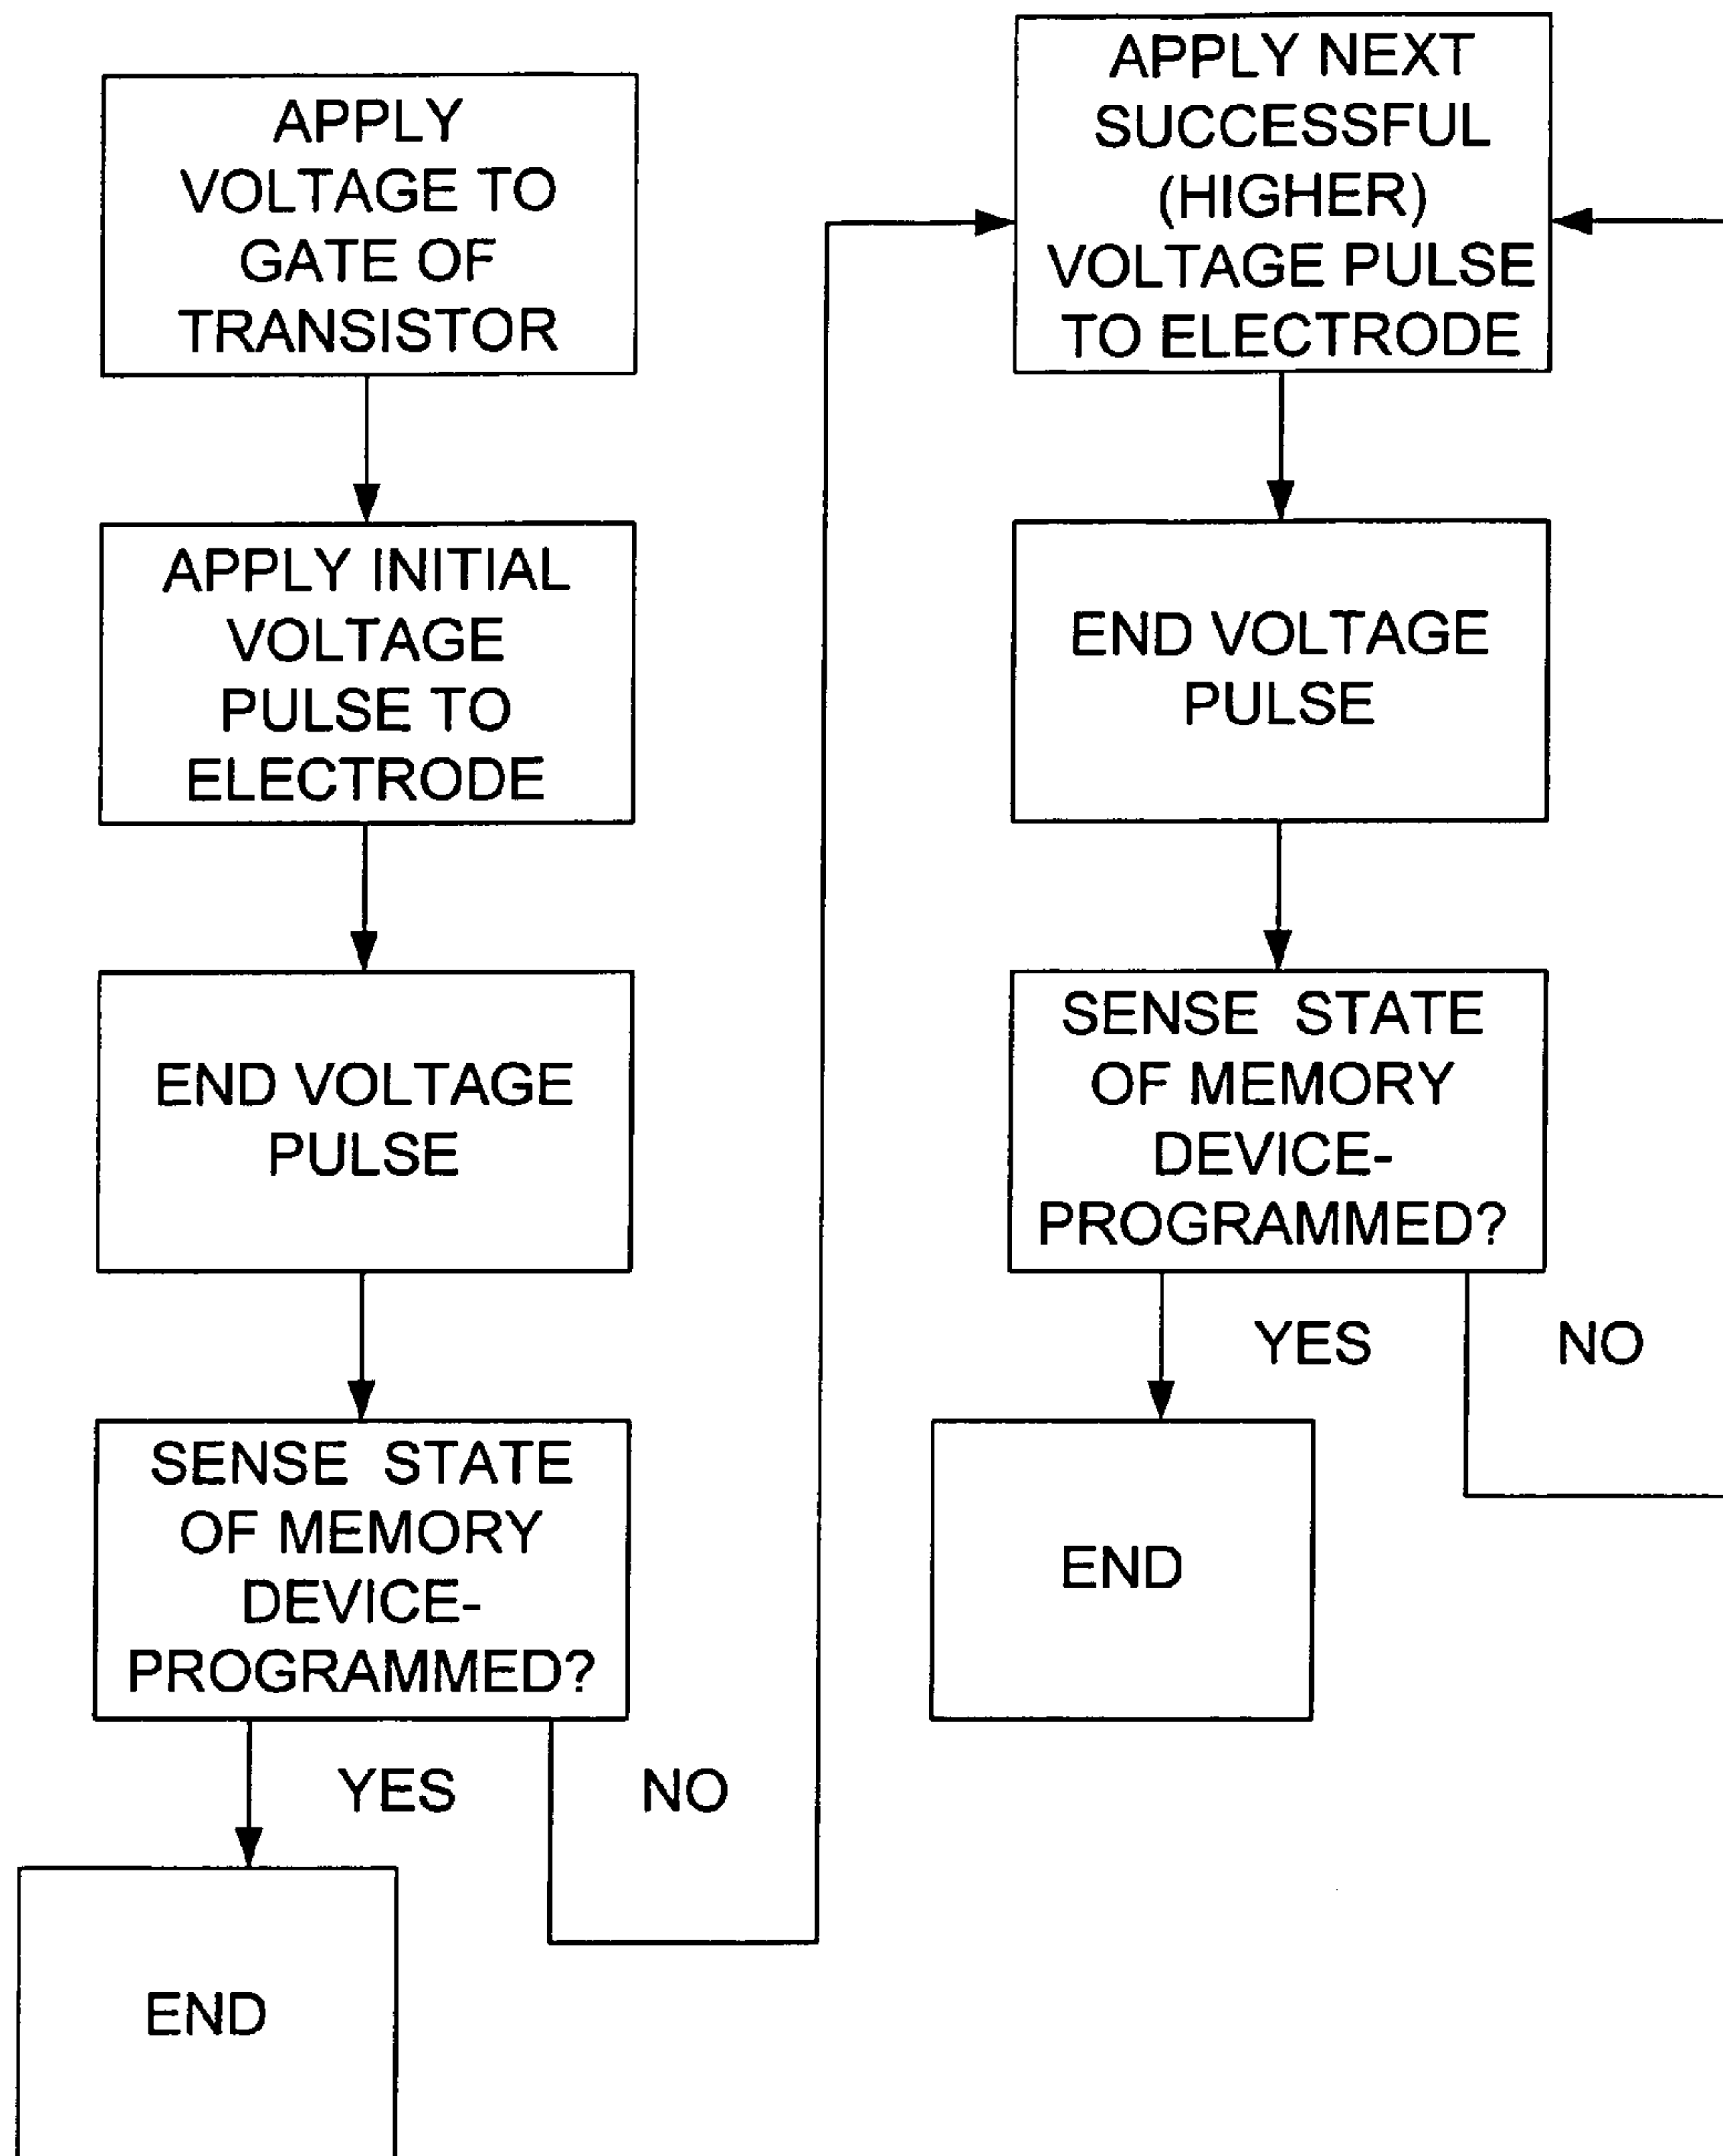 APPLY
VOLTAGE TO
GATE OF
TRANSISTOR
APPLY INITIAL
VOLTAGE
PULSE TO
ELECTRODE
END VOLTAGE
PULSE
SENSE STATE
OF MEMORY
DEVICE-
PROGRAMMED?
YES
NO
END
APPLY NEXT
SUCCESSFUL
(HIGHER)
VOLTAGE PULSE
TO ELECTRODE
END VOLTAGE
PULSE
SENSE STATE
OF MEMORY
DEVICE-
PROGRAMMED?
YES
NO
END